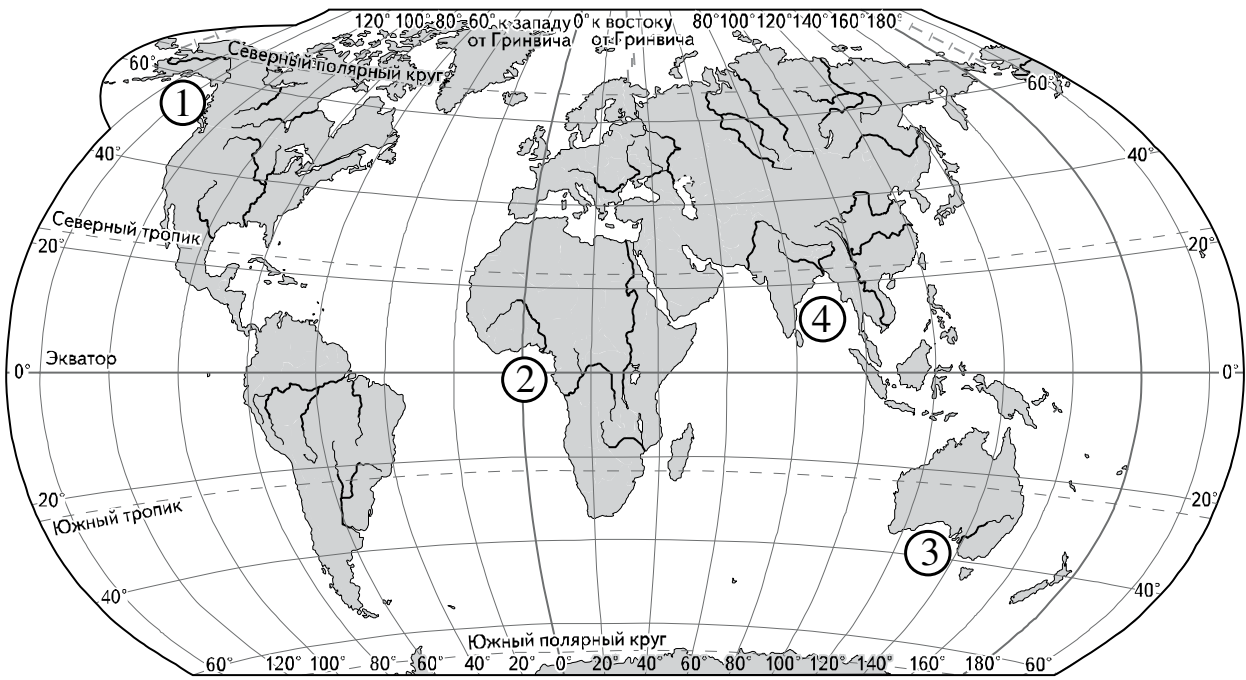 120° 100° 80° 60° к западу 0° к востоку 80° 100° 120° 140° 160° 180°
от Гринвича от Гринвича
Северный полярный круг
60° 60°
1
40° 40°
Северный тропик
20° 20°
4
Экватор
0° 0°
2
20° 20°
Южный тропик
3
40° 40°
Южный полярный круг
60° 120° 100° 80° 60° 40° 20° 0° 20° 40° 60° 80° 100° 120° 140° 160° 180° 60°